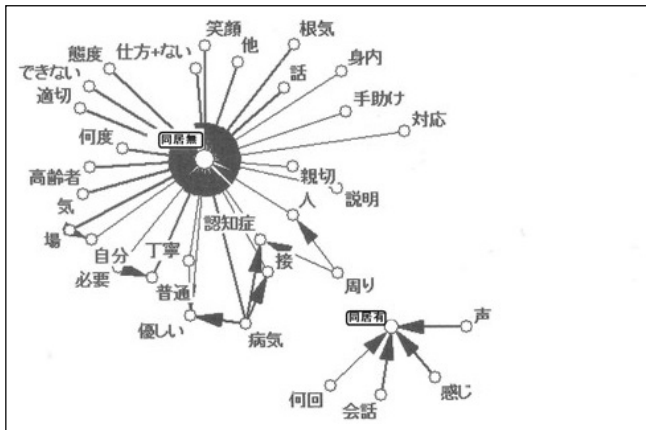 笑顔
他
根気
仕方+ない
態度
身内
できない
話
適切
手助け
対応
同居無
何度
高齢者
親切
説明
気
人
認知症
場
丁寧
自分
接
必要
周り
普通
同居有
声
優しい
病気
感じ
何回
会話